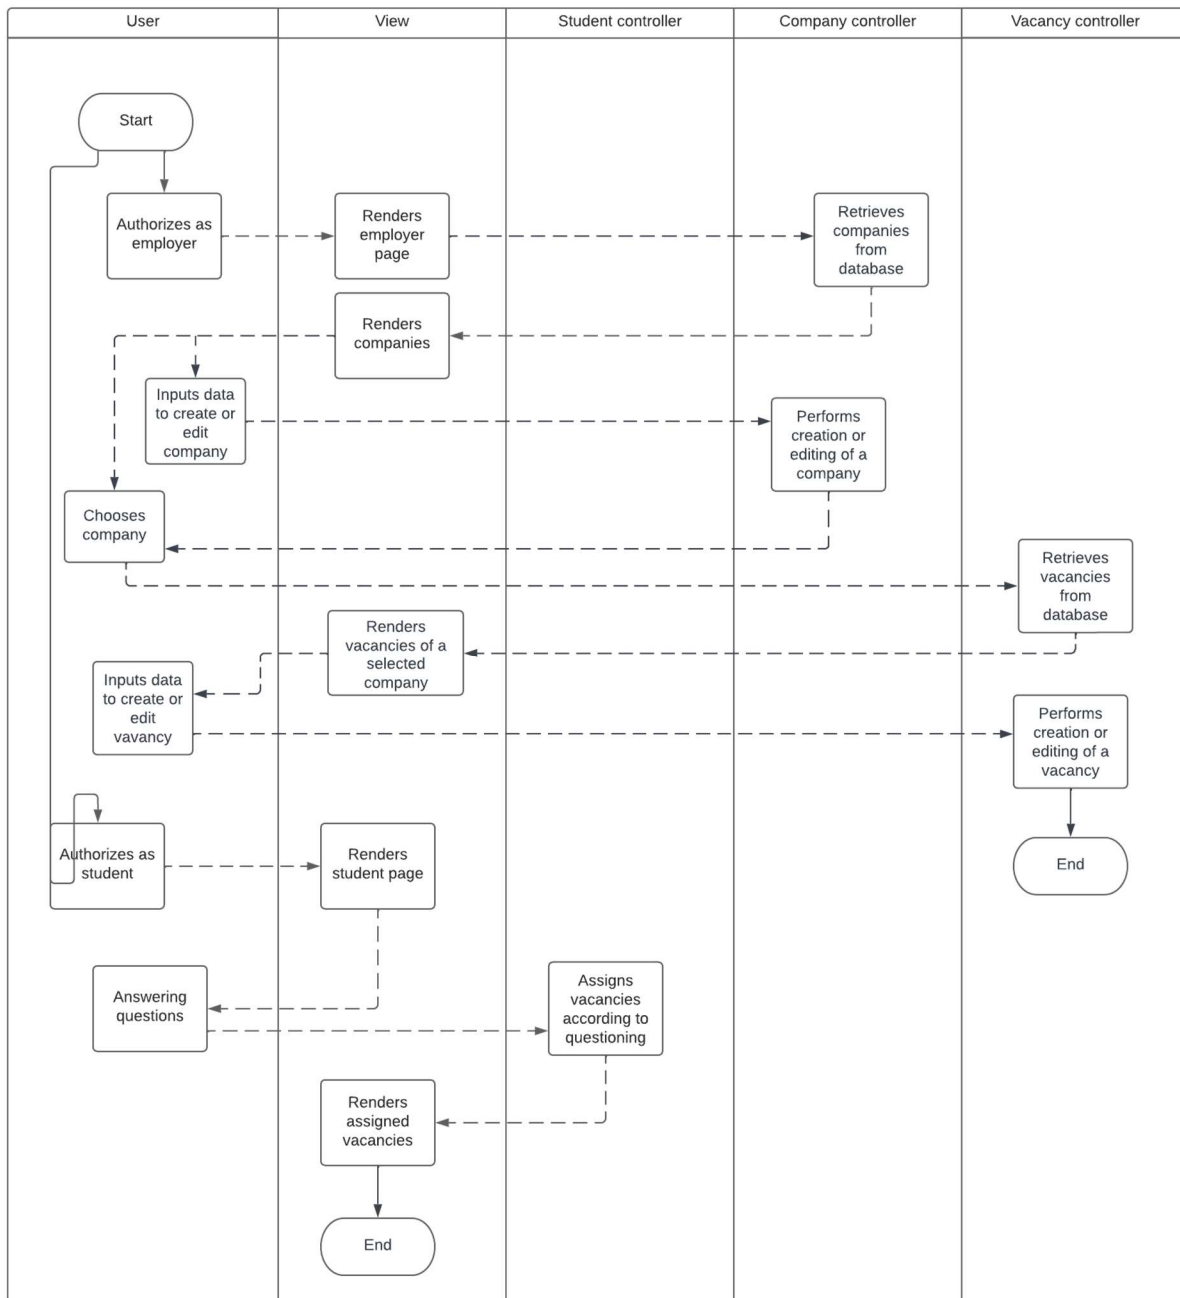 User
View
Student controller
Company controller
Vacancy controller
Start
Authorizes as
employer
Renders
employer
page
Retrieves
companies
from
database
Renders
companies
Inputs data
to create or
edit
company
Performs
creation or
editing of a
company
Chooses
company
Retrieves
vacancies
from
database
Renders
vacancies of a
selected
company
Inputs data
to create or
edit
vavancy
Performs
creation or
editing of a
vacancy
Authorizes as
student
Renders
student page
End
Answering
questions
Assigns
vacancies
according to
questioning
Renders
assigned
vacancies
End